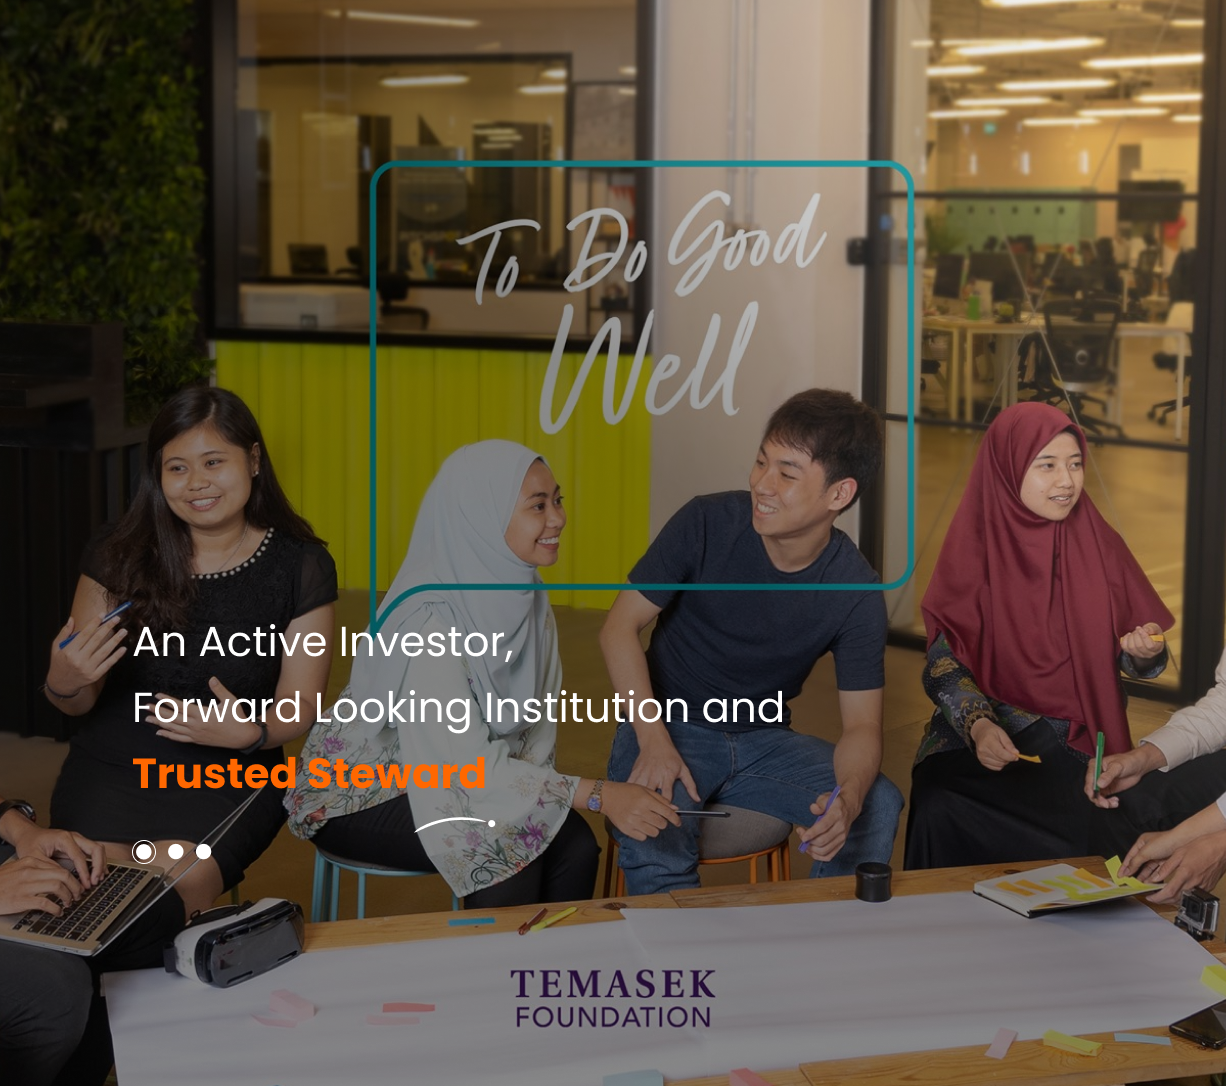 To Do Good
Well
An Active Investor,
Forward Looking Institution and
Trusted Steward
TEMASEK
FOUNDATION